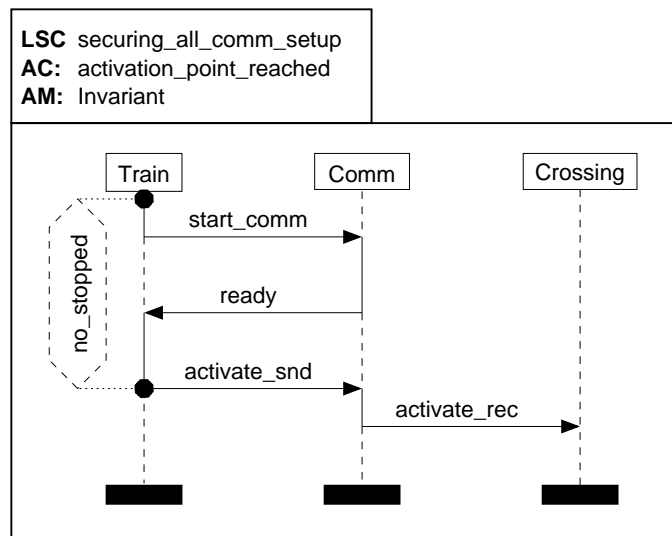 LSC securing_all_comm_setup
AC: activation_point_reached
AM: Invariant
Train Comm Crossing
start_comm
no_stopped
ready
activate_snd
activate_rec